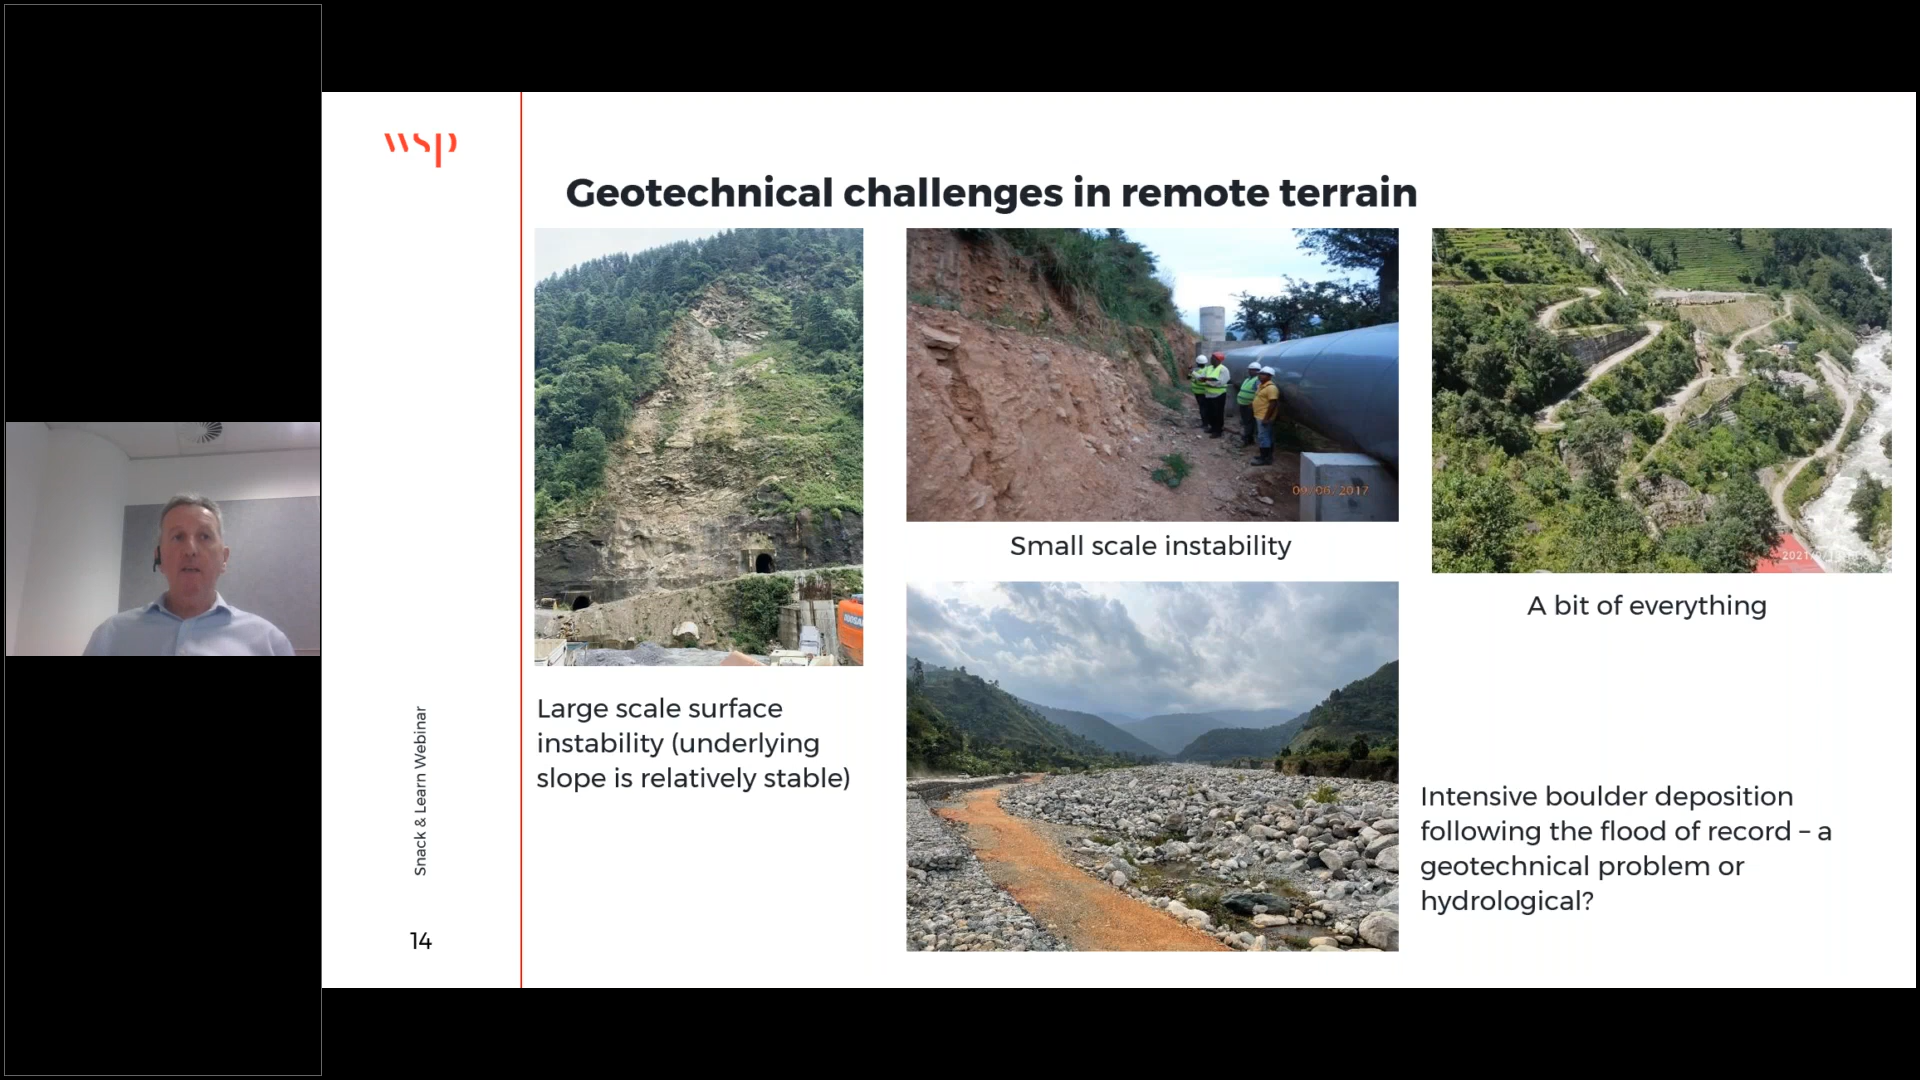 wsp
Geotechnical challenges in remote terrain
09/06/2017
Small scale instability
A bit of everything
Large scale surface
instability (underlying
slope is relatively stable)
Intensive boulder deposition
following the flood of record – a
geotechnical problem or
hydrological?
Snack & Learn Webinar
14